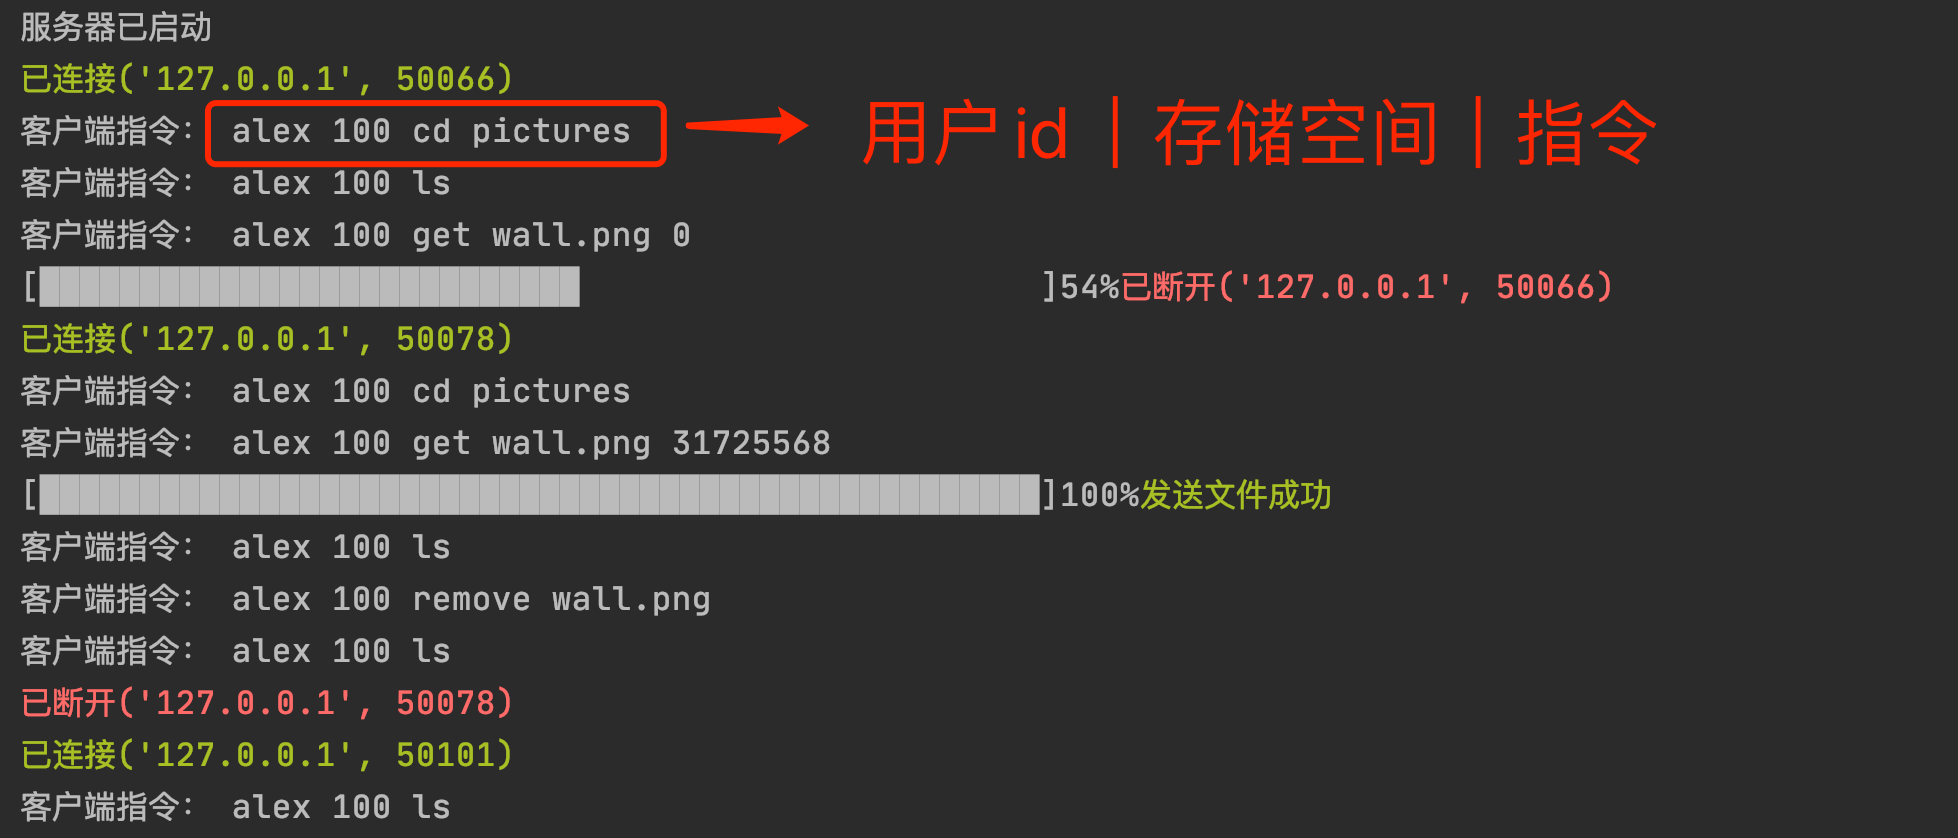 服务器已启动
已连接('127.0.0.1', 50066)
客户端指令： alex 100 cd pictures
用户id｜存储空间｜指令
客户端指令： alex 100 ls
客户端指令： alex 100 get wall.png 0
[███████████████████████████                       ]54%已断开('127.0.0.1', 50066)
已连接('127.0.0.1', 50078)
客户端指令： alex 100 cd pictures
客户端指令： alex 100 get wall.png 31725568
[██████████████████████████████████████████████████]100%发送文件成功
客户端指令： alex 100 ls
客户端指令： alex 100 remove wall.png
客户端指令： alex 100 ls
已断开('127.0.0.1', 50078)
已连接('127.0.0.1', 50101)
客户端指令： alex 100 ls